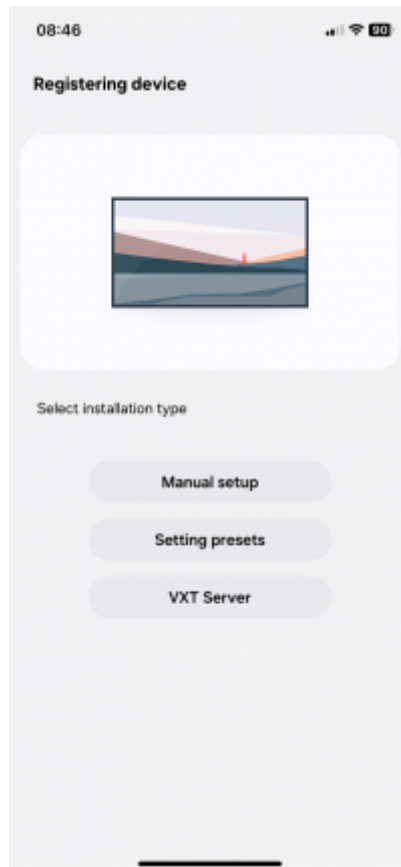 08:46
90
Registering device
Select installation type
Manual setup
Setting presets
VXT Server